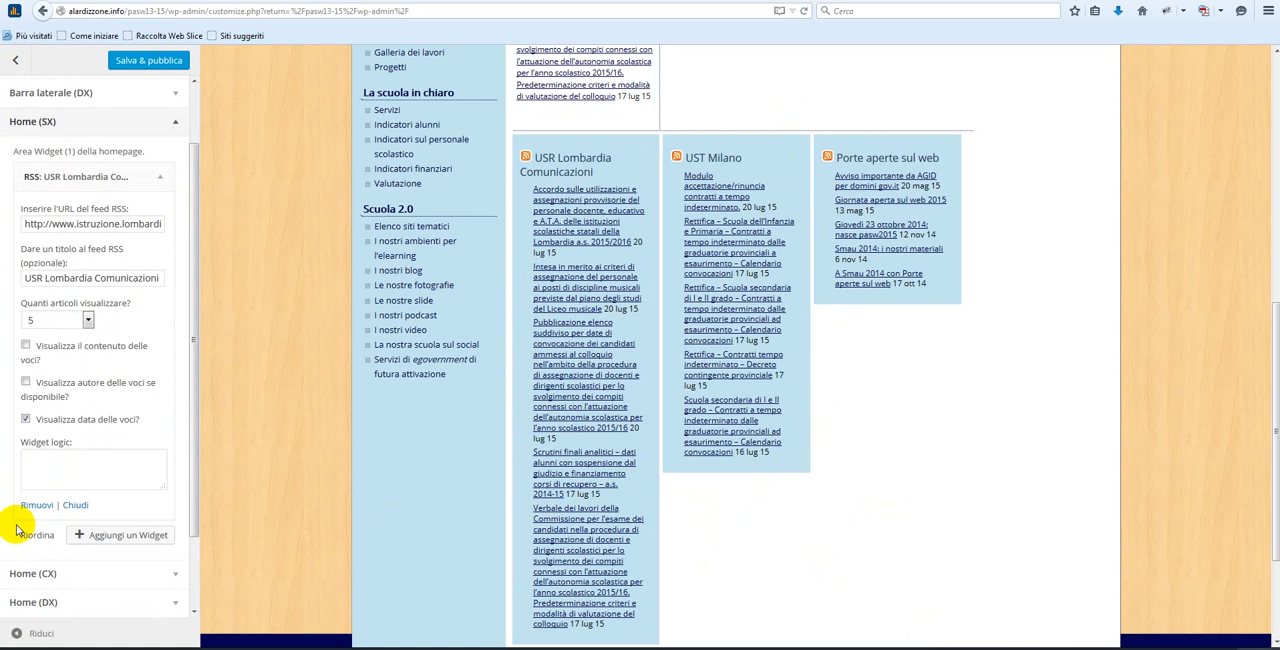 alardizzone.info/pasw13-15/wp-admin/customize.php?return=%2Fpasw13-15%2Fwp-admin%2F
Cerca
Più visitati
Come iniziare
Raccolta Web Slice
Siti suggeriti
Salva & pubblica
Barra laterale (DX)
Home (SX)
Area Widget (1) della homepage.
RSS: USR Lombardia Co...
Inserire l'URL del feed RSS:
http://www.istruzione.lombardi
Dare un titolo al feed RSS
(opzionale):
USR Lombardia Comunicazioni
Quanti articoli visualizzare?
5
Visualizza il contenuto delle
voci?
Visualizza autore delle voci se
disponibile?
Visualizza data delle voci?
Widget logic:
Rimuovi | Chiudi
Aggiungi un Widget
Home (CX)
Home (DX)
Riduci
Galleria dei lavori
Progetti
La scuola in chiaro
Servizi
Indicatori alunni
Indicatori sul personale
scolastico
Indicatori finanziari
Valutazione
Scuola 2.0
Elenco siti tematici
I nostri ambienti per
l'elearning
I nostri blog
Le nostre fotografie
Le nostre slide
I nostri podcast
I nostri video
La nostra scuola sul social
Servizi di egovernment di
futura attivazione
svolgimento dei compiti connessi con
l'attuazione dell'autonomia scolastica
per l'anno scolastico 2015/16.
Predeterminazione criteri e modalità
di valutazione del colloquio 17 lug 15
USR Lombardia
Comunicazioni
Accordo sulle utilizzazioni e
assegnazioni provvisorie del
personale docente, educativo
e A.T.A. delle istituzioni
scolastiche statali della
Lombardia a.s. 2015/2016 20
lug 15
Intesa in merito ai criteri di
assegnazione del personale
ai posti di discipline musicali
previste dal piano degli studi
del Liceo musicale 20 lug 15
Pubblicazione elenco
suddiviso per date di
convocazione dei candidati
ammessi al colloquio
nell'ambito della procedura
di assegnazione di docenti e
dirigenti scolastici per lo
svolgimento dei compiti
connessi con l'attuazione
dell'autonomia scolastica per
l'anno scolastico 2015/16 20
lug 15
Scrutini finali analitici – dati
alunni con sospensione dal
giudizio e finanziamento
corsi di recupero – a.s.
2014-15 17 lug 15
Verbale dei lavori della
Commissione per l'esame dei
candidati nella procedura di
assegnazione di docenti e
dirigenti scolastici per lo
svolgimento dei compiti
connessi con l'attuazione
dell'autonomia scolastica per
l'anno scolastico 2015/16.
Predeterminazione criteri e
modalità di valutazione del
colloquio 17 lug 15
UST Milano
Modulo
accettazione/rinuncia
contratti a tempo
indeterminato. 20 lug 15
Rettifica – Scuola dell'Infanzia
e Primaria – Contratti a
tempo indeterminato dalle
graduatorie provinciali a
esaurimento – Calendario
convocazioni 17 lug 15
Rettifica – Scuola secondaria
di I e II grado – Contratti a
tempo indeterminato dalle
graduatorie provinciali ad
esaurimento – Calendario
convocazioni 17 lug 15
Rettifica – Contratti tempo
indeterminato – Decreto
contingente provinciale 17
lug 15
Scuola secondaria di I e II
grado – Contratti a tempo
indeterminato dalle
graduatorie provinciali ad
esaurimento – Calendario
convocazioni 16 lug 15
Porte aperte sul web
Avviso importante da AGID
per domini gov.it 20 mag 15
Giornata aperta sul web 2015
13 mag 15
Giovedì 23 ottobre 2014:
nasce pasw2015 12 nov 14
Smau 2014: i nostri materiali
6 nov 14
A Smau 2014 con Porte
aperte sul web 17 ott 14